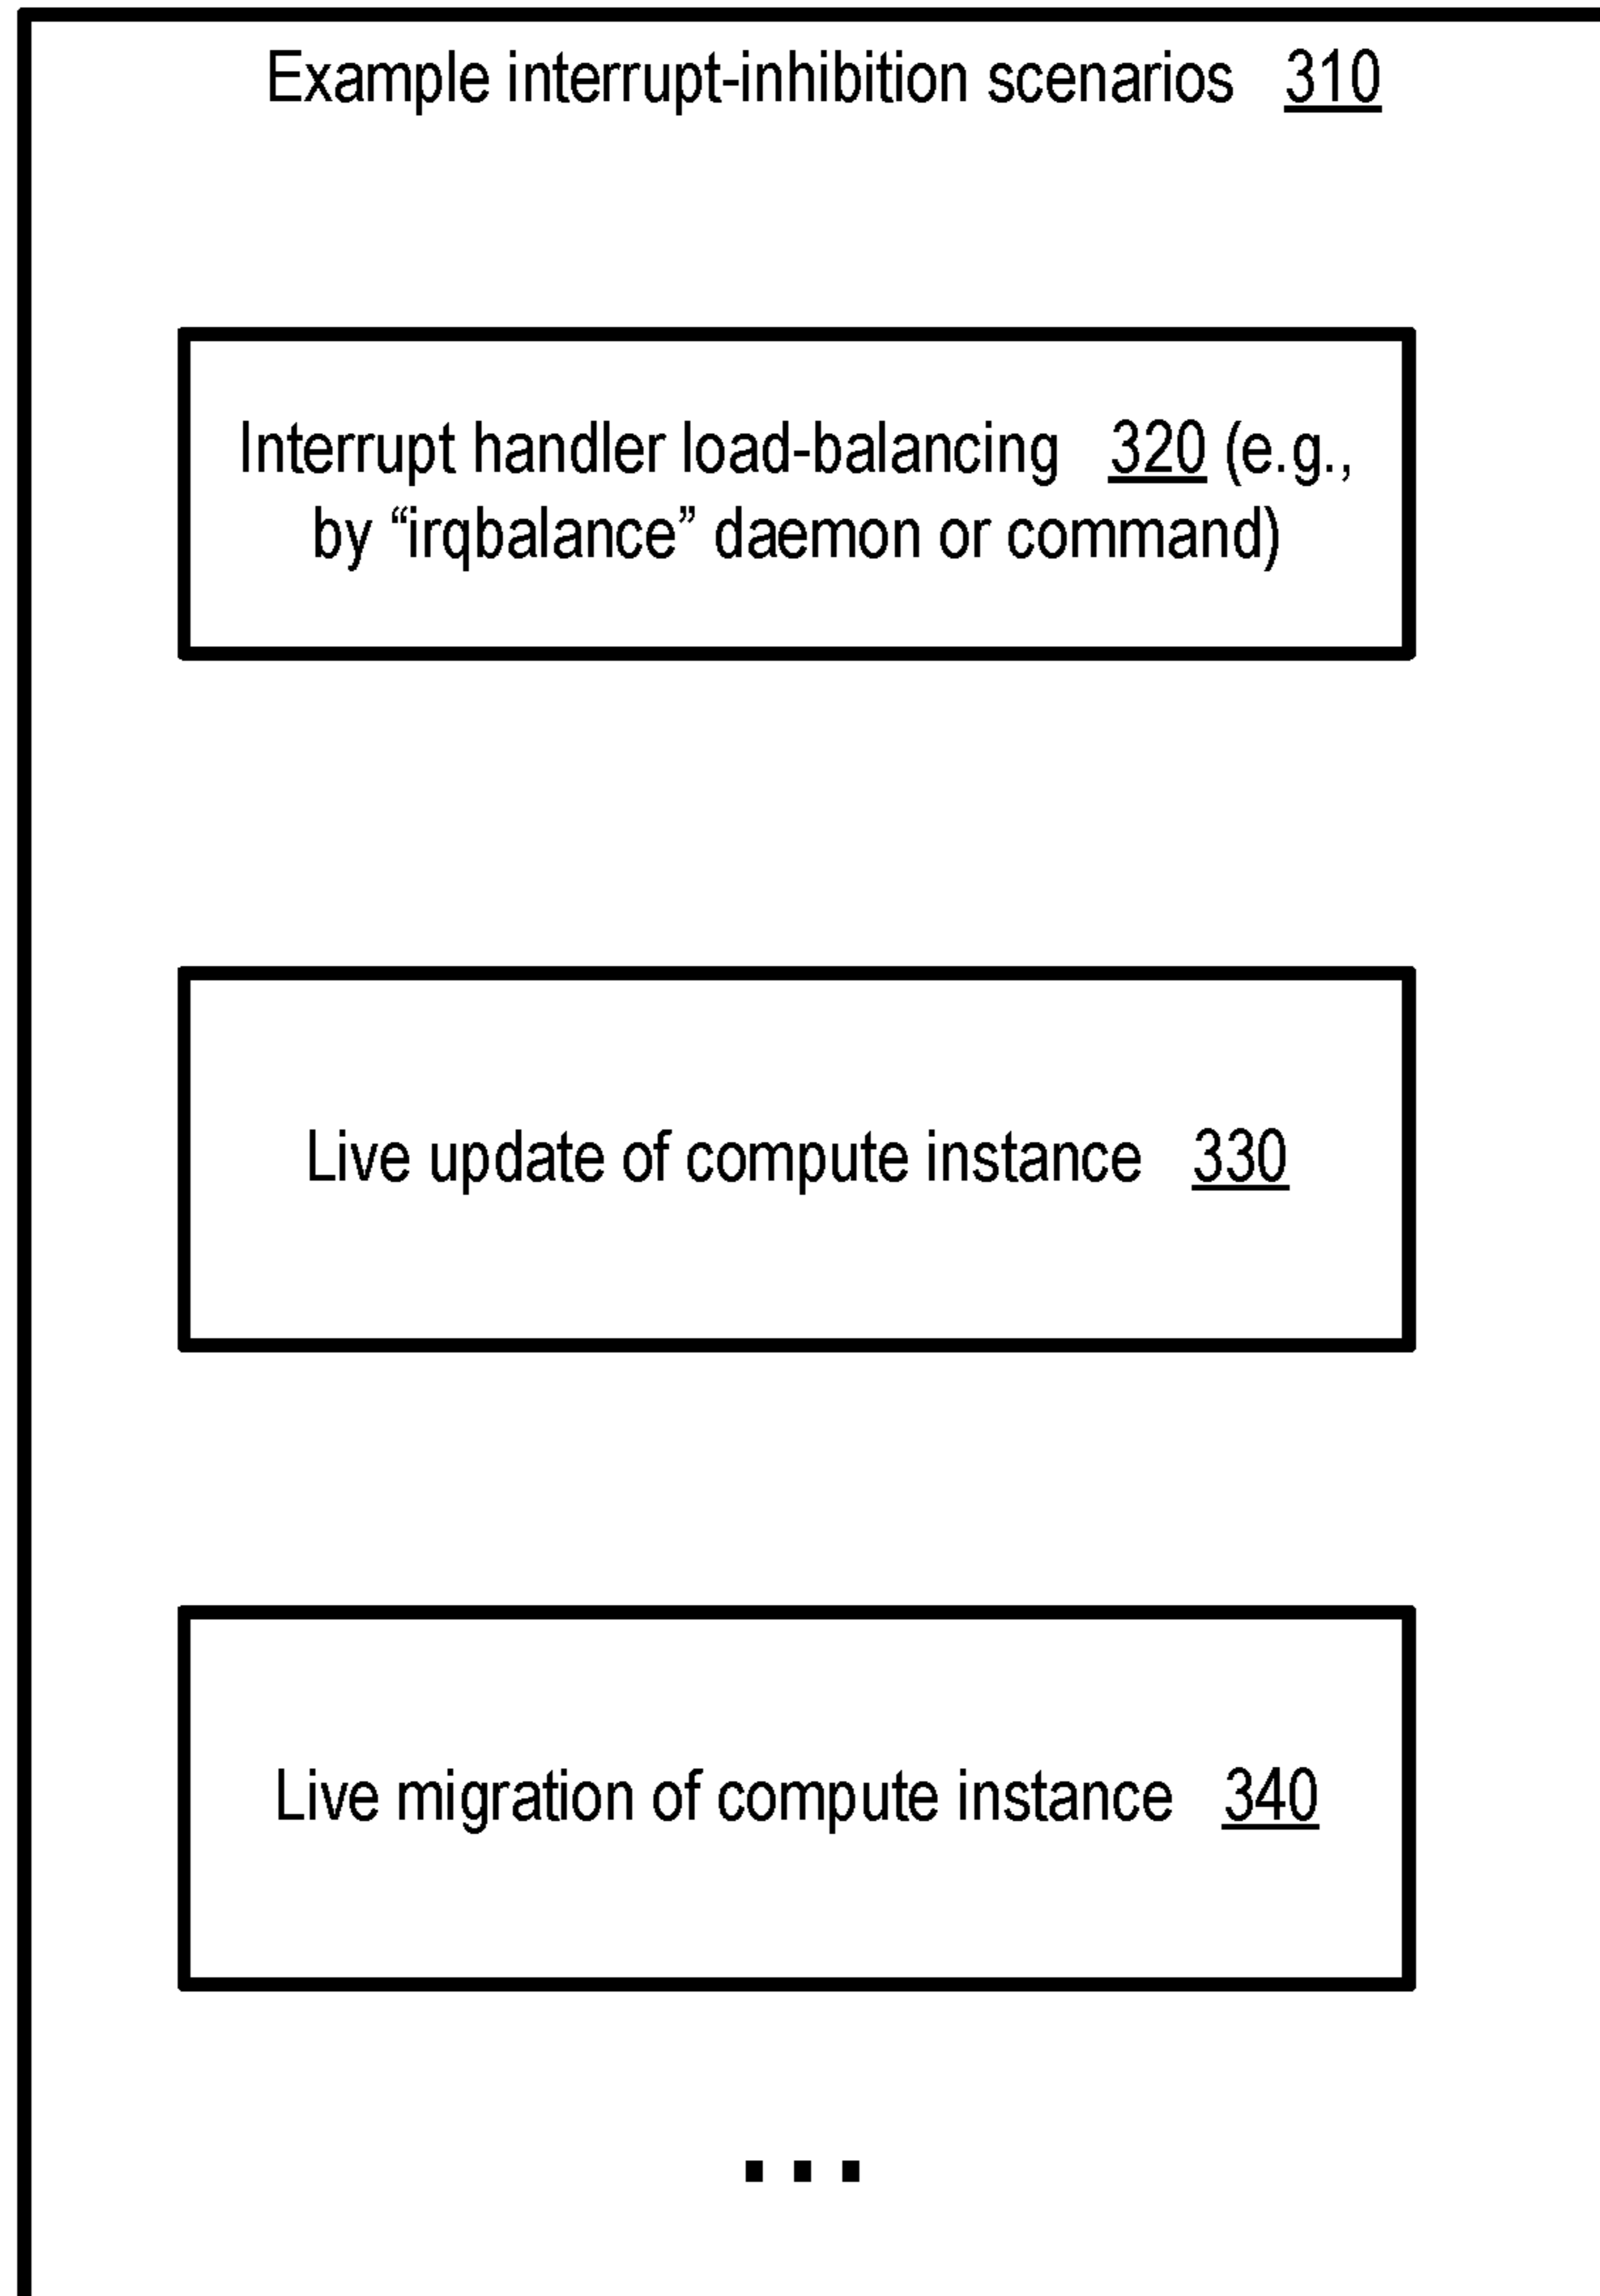 Example interrupt-inhibition scenarios 310
Interrupt handler load-balancing 320 (e.g.,
by “irqbalance” daemon or command)
Live update of compute instance 330
Live migration of compute instance 340
...